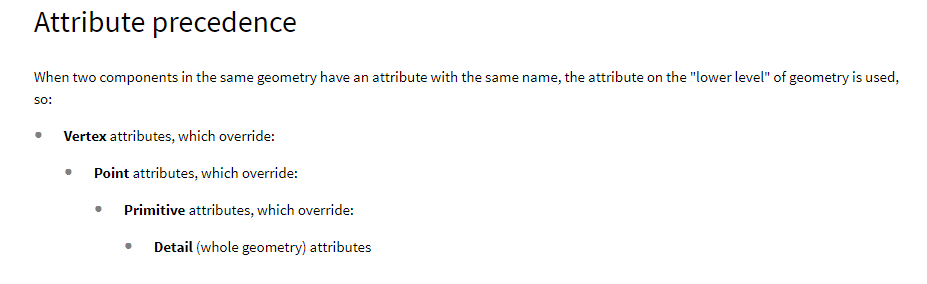 Attribute precedence
When two components in the same geometry have an attribute with the same name, the attribute on the "lower level" of geometry is used,
so:
Vertex attributes, which override:
Point attributes, which override:
Primitive attributes, which override:
Detail (whole geometry) attributes